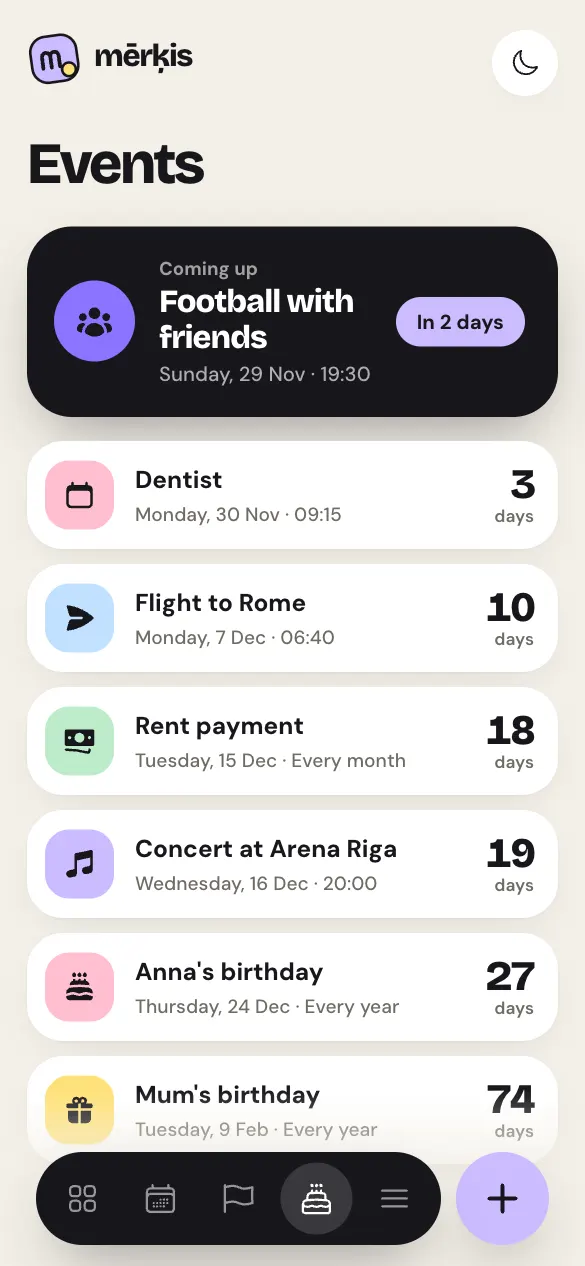 mērķis
Events
Coming up
Football with
friends
Sunday, 29 Nov · 19:30
In 2 days
Dentist
Monday, 30 Nov · 09:15
3
days
Flight to Rome
Monday, 7 Dec · 06:40
10
days
Rent payment
Tuesday, 15 Dec · Every month
18
days
Concert at Arena Riga
Wednesday, 16 Dec · 20:00
19
days
Anna's birthday
Thursday, 24 Dec · Every year
27
days
Mum's birthday
Tuesday, 9 Feb · Every year
74
days